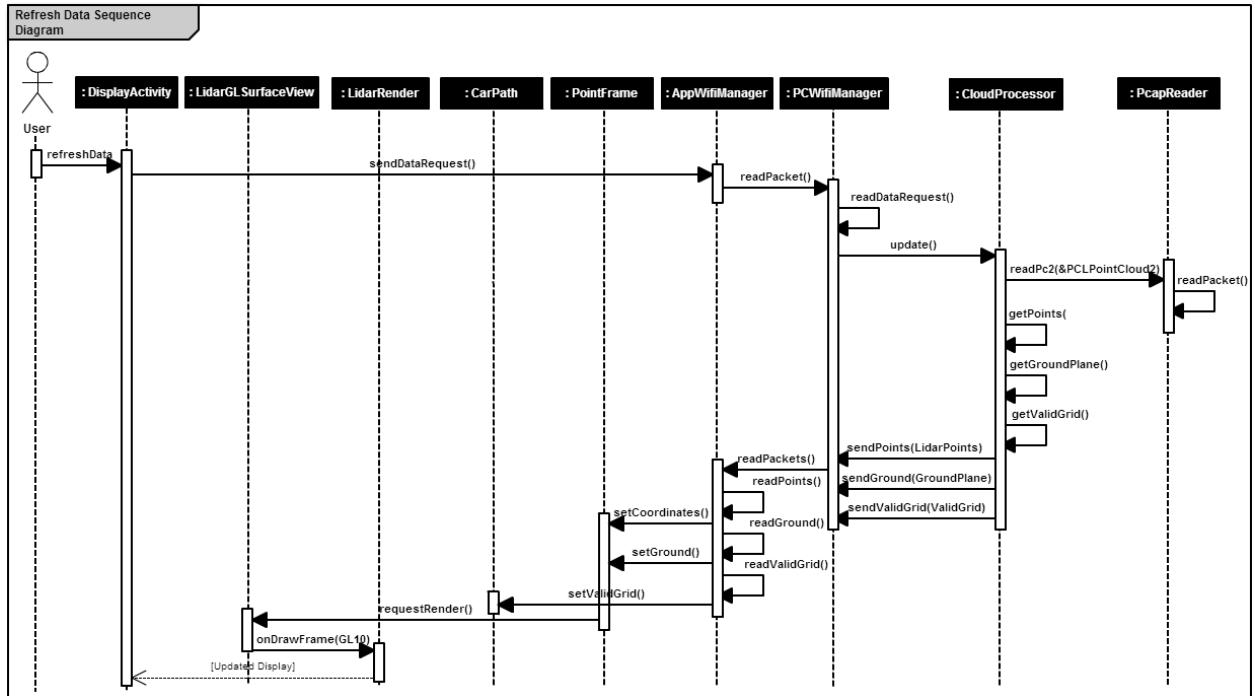 Refresh Data Sequence
Diagram
: DisplayActivity
: LidarGLSurfaceView
: LidarRender
: CarPath
: PointFrame
: AppWifiManager
: PCWifiManager
: CloudProcessor
: PcapReader
User
refreshData
sendDataRequest()
readPacket()
readDataRequest()
update()
readPc2(&PCLPointCloud2)
readPacket()
getPoints(
getGroundPlane()
getValidGrid()
sendPoints(LidarPoints)
readPackets()
readPoints()
sendGround(GroundPlane)
sendValidGrid(ValidGrid)
setCoordinates()
readGround()
setGround()
readValidGrid()
setValidGrid()
requestRender()
onDrawFrame(GL10)
[Updated Display]